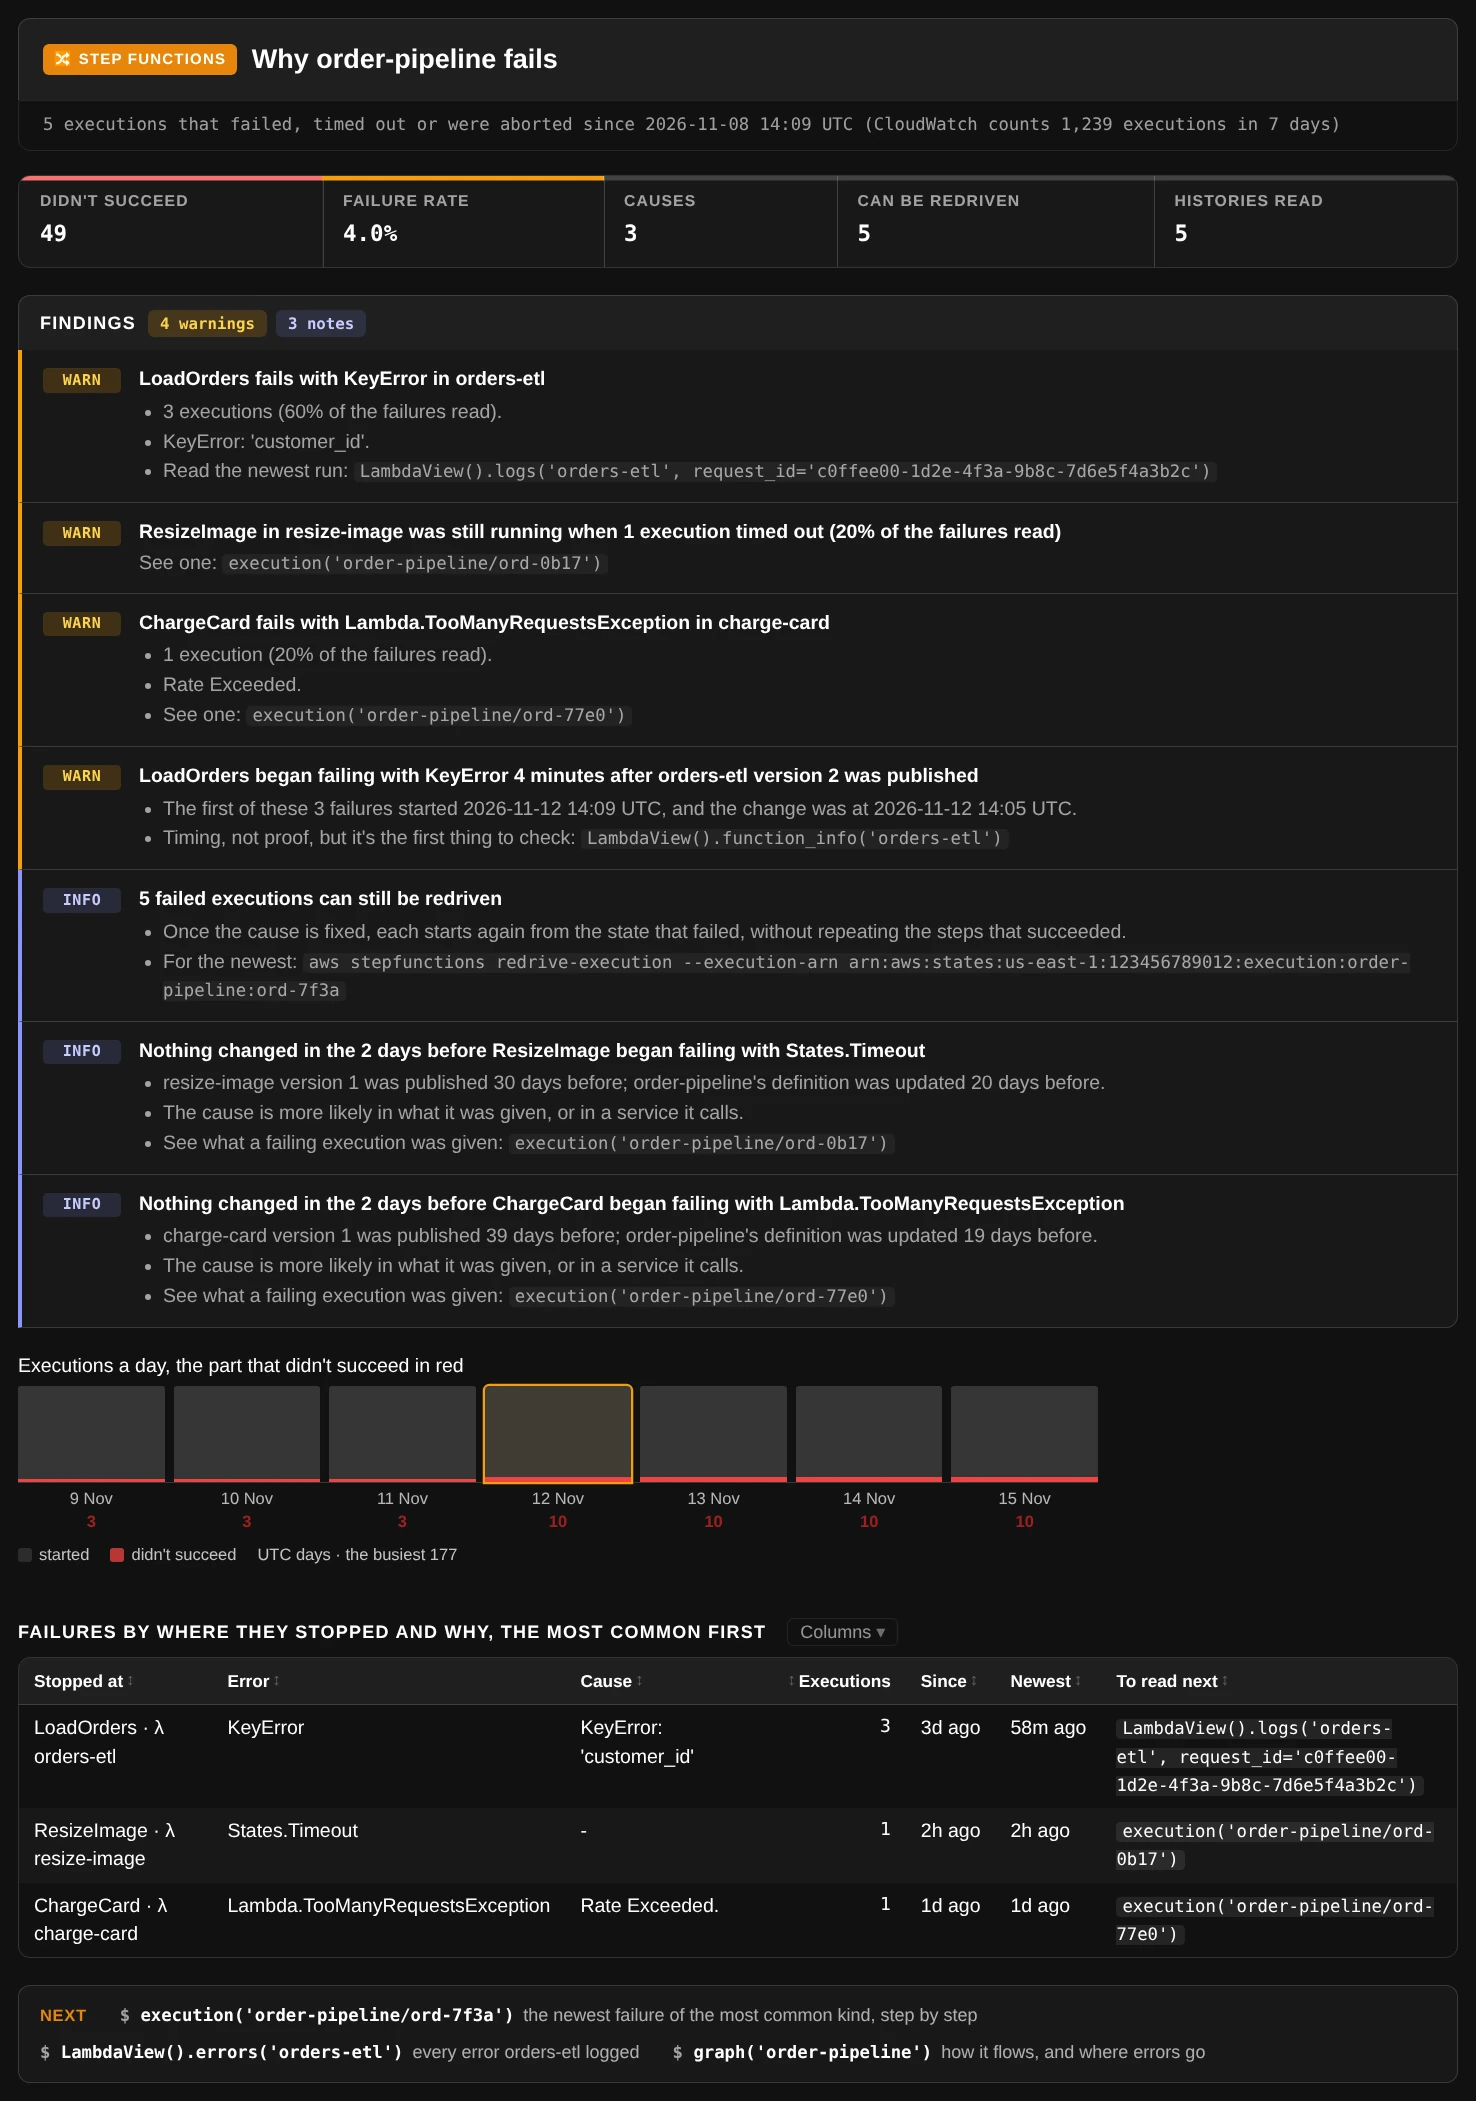 STEP FUNCTIONS Why order-pipeline fails
5 executions that failed, timed out or were aborted since 2026-11-08 14:09 UTC (CloudWatch counts 1,239 executions in 7 days)
DIDN'T SUCCEED FAILURE RATE CAUSES CAN BE REDRIVEN HISTORIES READ
49 4.0% 3 5 5
FINDINGS 4 warnings 3 notes
WARN LoadOrders fails with KeyError in orders-etl
• 3 executions (60% of the failures read).
• KeyError: 'customer_id'.
• Read the newest run: LambdaView().logs('orders-etl', request_id='c0ffee00-1d2e-4f3a-9b8c-7d6e5f4a3b2c')
WARN ResizeImage in resize-image was still running when 1 execution timed out (20% of the failures read)
See one: execution('order-pipeline/ord-0b17')
WARN ChargeCard fails with Lambda.TooManyRequestsException in charge-card
• 1 execution (20% of the failures read).
• Rate Exceeded.
• See one: execution('order-pipeline/ord-77e0')
WARN LoadOrders began failing with KeyError 4 minutes after orders-etl version 2 was published
• The first of these 3 failures started 2026-11-12 14:09 UTC, and the change was at 2026-11-12 14:05 UTC.
• Timing, not proof, but it's the first thing to check: LambdaView().function_info('orders-etl')
INFO 5 failed executions can still be redriven
• Once the cause is fixed, each starts again from the state that failed, without repeating the steps that succeeded.
• For the newest: aws stepfunctions redrive-execution --execution-arn arn:aws:states:us-east-1:123456789012:execution:order-
pipeline:ord-7f3a
INFO Nothing changed in the 2 days before ResizeImage began failing with States.Timeout
• resize-image version 1 was published 30 days before; order-pipeline's definition was updated 20 days before.
• The cause is more likely in what it was given, or in a service it calls.
• See what a failing execution was given: execution('order-pipeline/ord-0b17')
INFO Nothing changed in the 2 days before ChargeCard began failing with Lambda.TooManyRequestsException
• charge-card version 1 was published 39 days before; order-pipeline's definition was updated 19 days before.
• The cause is more likely in what it was given, or in a service it calls.
• See what a failing execution was given: execution('order-pipeline/ord-77e0')
Executions a day, the part that didn't succeed in red
9 Nov 10 Nov 11 Nov 12 Nov 13 Nov 14 Nov 15 Nov
3 3 3 10 10 10 10
started didn't succeed UTC days · the busiest 177
FAILURES BY WHERE THEY STOPPED AND WHY, THE MOST COMMON FIRST Columns ▾
Stopped at ↕ Error ↕ Cause ↕ ↕ Executions Since ↕ Newest ↕ To read next ↕
LoadOrders · λ KeyError KeyError: 3 3d ago 58m ago LambdaView().logs('orders-
orders-etl 'customer_id' etl', request_id='c0ffee00-
1d2e-4f3a-9b8c-7d6e5f4a3b2c')
ResizeImage · λ States.Timeout - 1 2h ago 2h ago execution('order-pipeline/ord-
resize-image 0b17')
ChargeCard · λ Lambda.TooManyRequestsException Rate Exceeded. 1 1d ago 1d ago execution('order-pipeline/ord-
charge-card 77e0')
NEXT $ execution('order-pipeline/ord-7f3a') the newest failure of the most common kind, step by step
$ LambdaView().errors('orders-etl') every error orders-etl logged $ graph('order-pipeline') how it flows, and where errors go